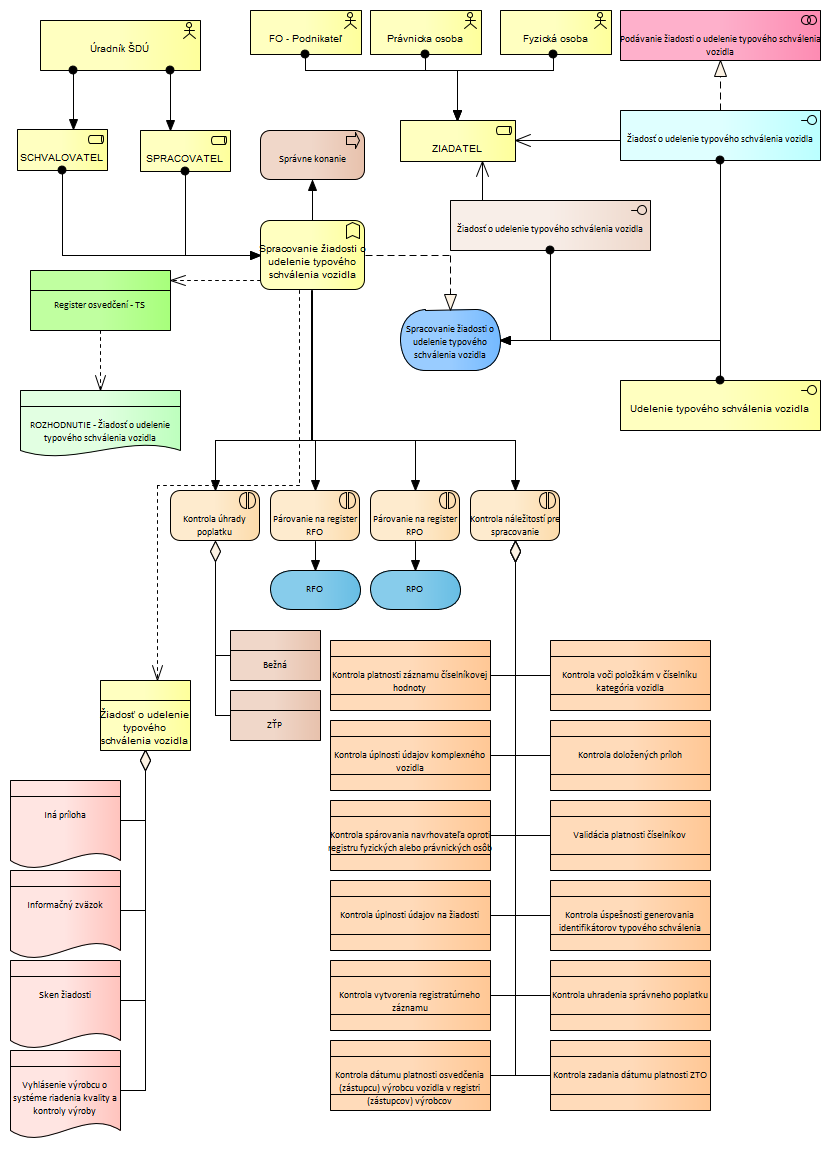 Úradník ŠDÚ
FO - Podnikateľ
Právnicka osoba
Fyzická osoba
Podávanie žiadosti o udelenie typového schválenia
vozidla
SCHVALOVATEL
SPRACOVATEL
Správne konanie
ZIADATEL
Žiadosť o udelenie typového schválenia vozidla
Žiadosť o udelenie typového schválenia vozidla
Spracovanie žiadosti o
udelenie typového
schválenia vozidla
Register osvedčení - TS
Spracovanie žiadosti o
udelenie typového
schválenia vozidla
ROZHODNUTIE - Žiadosť o udelenie
typového schválenia vozidla
Udelenie typového schválenia vozidla
Kontrola úhrady
poplatku
Párovanie na register
RFO
Párovanie na register
RPO
Kontrola náležitostí pre
spracovanie
RFO
RPO
Bežná
ZŤP
Žiadosť o udelenie
typového
schválenia vozidla
Kontrola platnosti záznamu číselníkovej
hodnoty
Kontrola voči položkám v číselníku
kategória vozidla
Kontrola úplnosti údajov komplexného
vozidla
Kontrola doložených príloh
Iná príloha
Kontrola spárovania navrhovateľa oproti
registru fyzických alebo právnických osôb
Validácia platnosti číselníkov
Informačný zväzok
Kontrola úplnosti údajov na žiadosti
Kontrola úspešnosti generovania
identifikátorov typového schválenia
Sken žiadosti
Kontrola vytvorenia registratúrneho
záznamu
Kontrola uhradenia správneho poplatku
Vyhlásenie výrobcu o
systéme riadenia kvality a
kontroly výroby
Kontrola dátumu platnosti osvedčenia
(zástupcu) výrobcu vozidla v registri
(zástupcov) výrobcov
Kontrola zadania dátumu platnosti ZTO